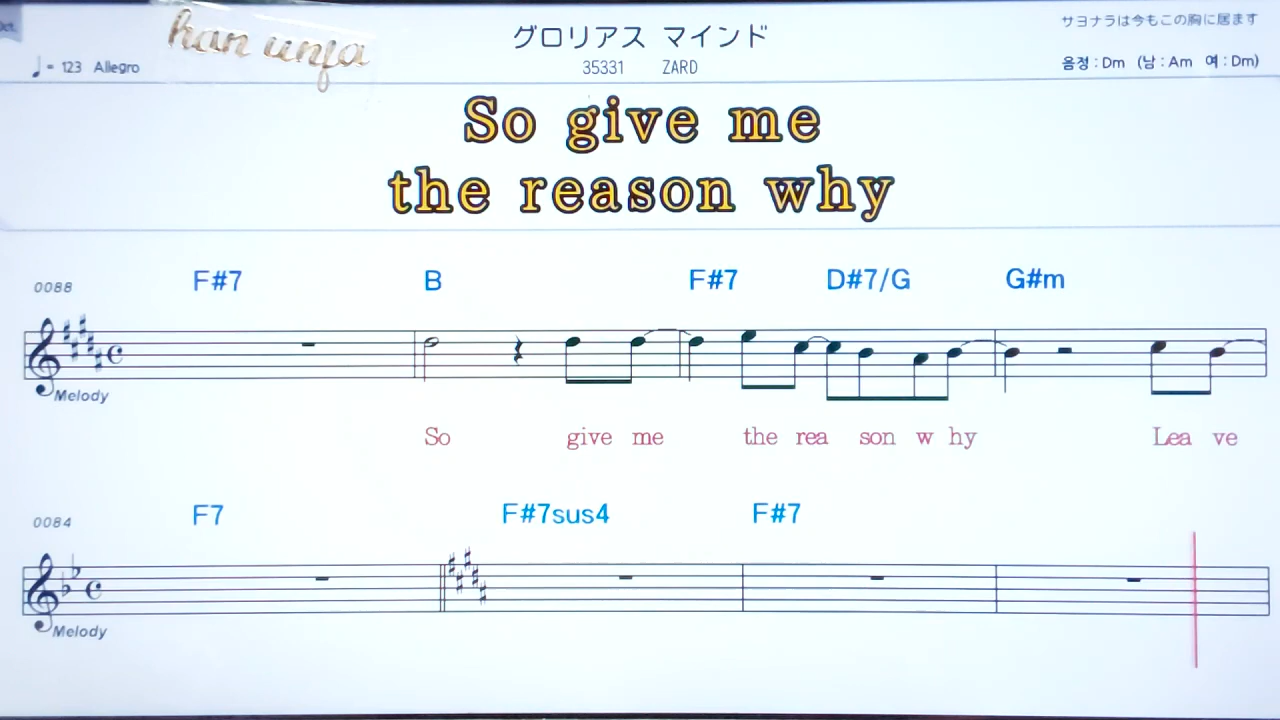 Oct.
han unfa
グロリアス マインド
サヨナラは今もこの胸に居ます
♩= 123 Allegro
35331 ZARD
음정 : Dm (남 : Am 여 : Dm)
So give me
the reason why
0088 F#7 B F#7 D#7/G G#m
Melody
So give me the rea son w hy Lea ve
0084 F7 F#7sus4 F#7
Melody